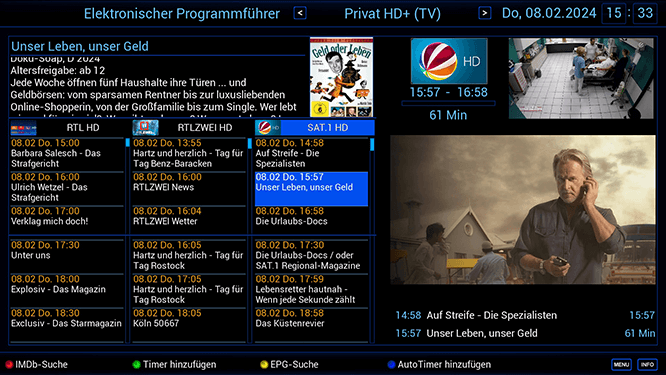 Elektronischer Programmführer < Privat HD+ (TV) > Do, 08.02.2024 15 : 33
Unser Leben, unser Geld
Doku-Soap, D 2024
Altersfreigabe: ab 12
Jede Woche öffnen fünf Haushalte ihre Türen ... und
Geldbörsen: vom sparsamen Rentner bis zur luxusliebenden
Online-Shopperin, von der Großfamilie bis zum Single. Wer lebt
Geld oder Leben
HD
15:57 - 16:58
61 Min
RTL HD
08.02 Do. 15:00
Barbara Salesch - Das
Strafgericht
08.02 Do. 16:00
Ulrich Wetzel - Das
Strafgericht
08.02 Do. 17:00
Verklag mich doch!
08.02 Do. 17:30
Unter uns
08.02 Do. 18:00
Explosiv - Das Magazin
08.02 Do. 18:30
Exclusiv - Das Starmagazin
RTLZWEI HD
08.02 Do. 13:55
Hartz und herzlich - Tag für
Tag Benz-Baracken
08.02 Do. 16:00
RTLZWEI News
08.02 Do. 16:04
RTLZWEI Wetter
08.02 Do. 16:05
Hartz und herzlich - Tag für
Tag Rostock
08.02 Do. 17:05
Hartz und herzlich - Tag für
Tag Rostock
08.02 Do. 18:05
Köln 50667
SAT.1 HD
08.02 Do. 14:58
Auf Streife - Die
Spezialisten
08.02 Do. 15:57
Unser Leben, unser Geld
08.02 Do. 16:58
Die Urlaubs-Docs
08.02 Do. 17:30
Die Urlaubs-Docs / oder
SAT.1 Regional-Magazine
08.02 Do. 17:59
Lebensretter hautnah -
Wenn jede Sekunde zählt
08.02 Do. 18:58
Das Küstenrevier
14:58 Auf Streife - Die Spezialisten 15:57
15:57 Unser Leben, unser Geld 61 Min
IMDb-Suche
Timer hinzufügen
EPG-Suche
AutoTimer hinzufügen
MENU
INFO